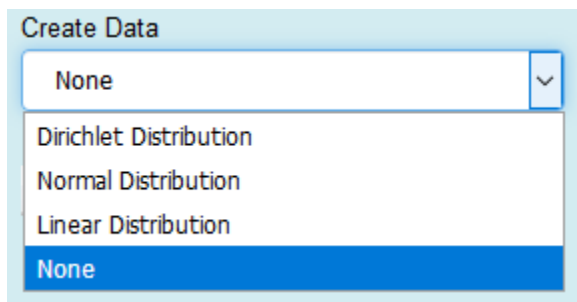 Create Data
None
Dirichlet Distribution
Normal Distribution
Linear Distribution
None